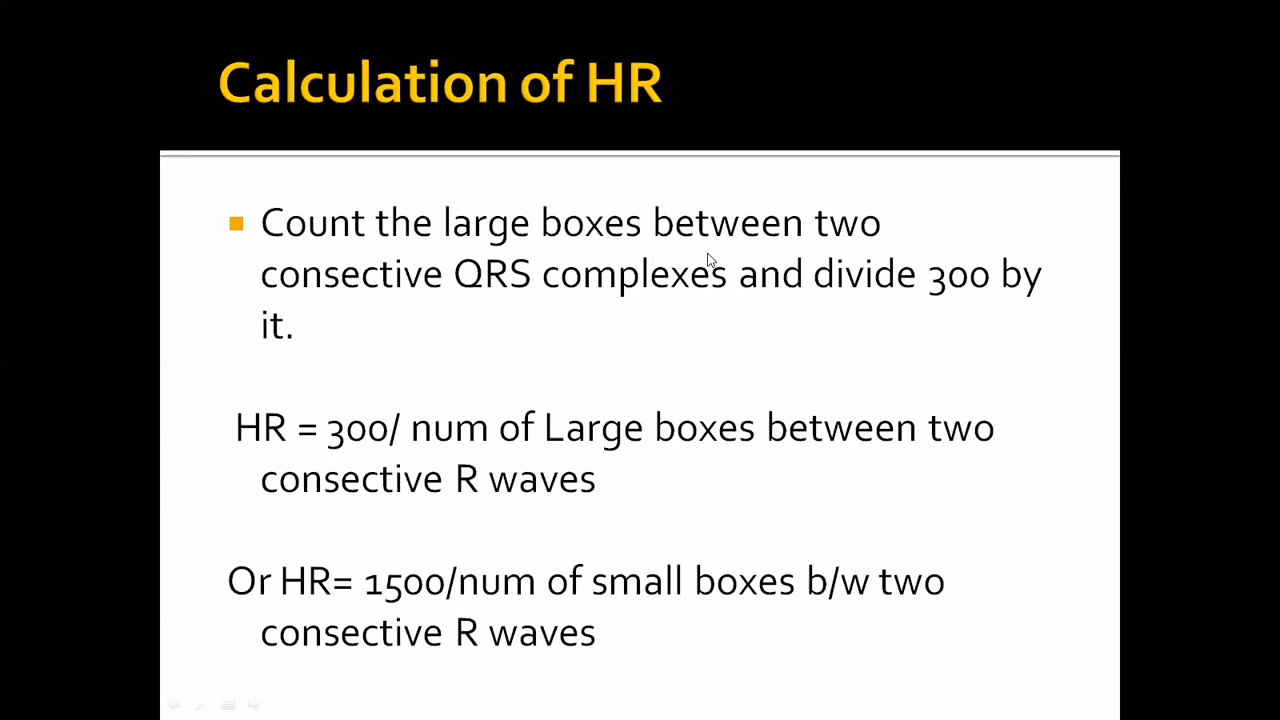 Calculation of HR
Count the large boxes between two
consective QRS complexes and divide 300 by
it.
HR = 300/ num of Large boxes between two
consective R waves
Or HR= 1500/num of small boxes b/w two
consective R waves